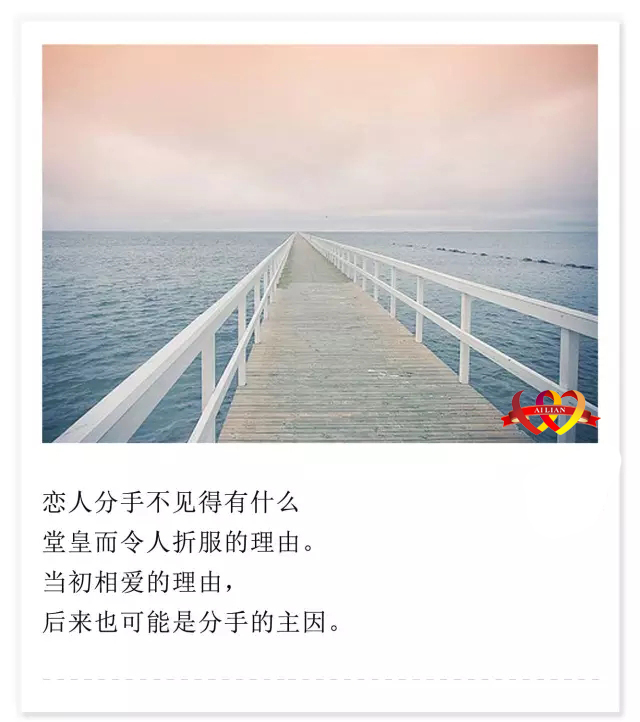 AI LIAN
恋人分手不见得有什么
堂皇而令人折服的理由。
当初相爱的理由，
后来也可能是分手的主因。